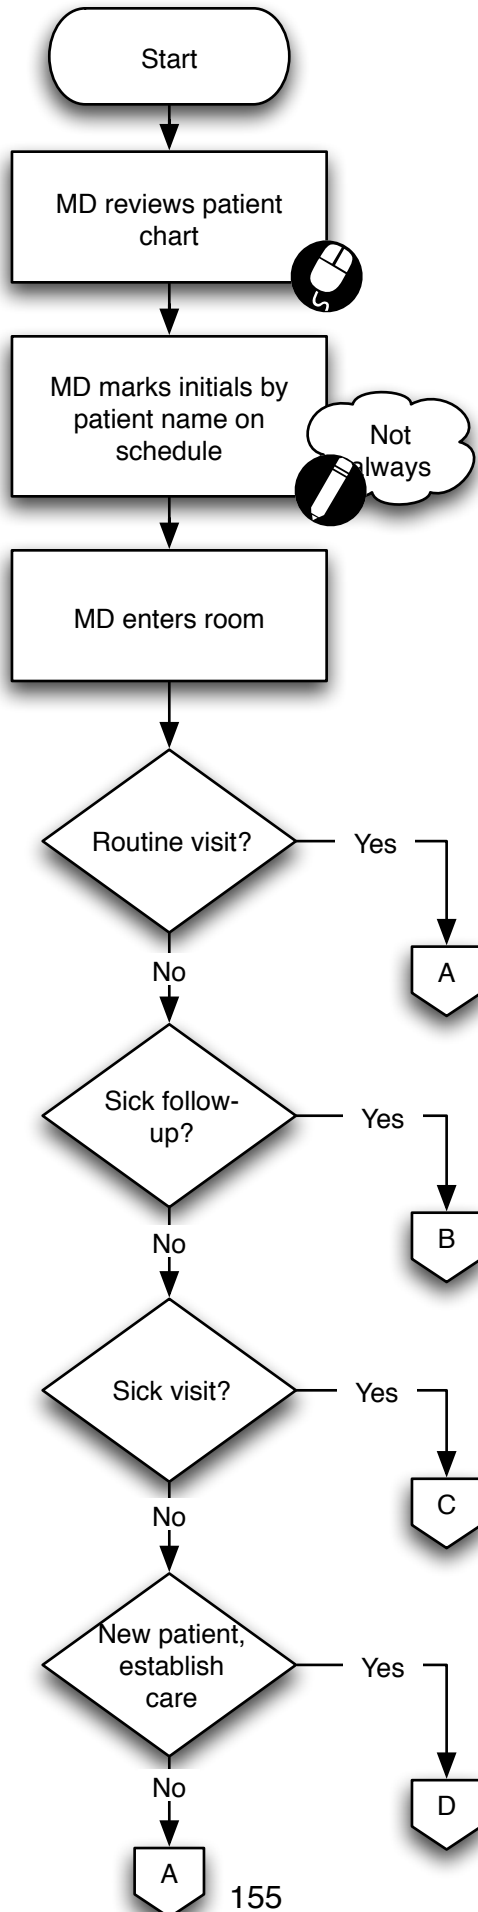 Start
MD reviews patient
chart
MD marks initials by
patient name on
schedule
Not
always
MD enters room
Routine visit?
Yes
A
No
Sick follow-
up?
Yes
B
No
Sick visit?
Yes
C
No
New patient,
establish
care
Yes
D
No
A
155